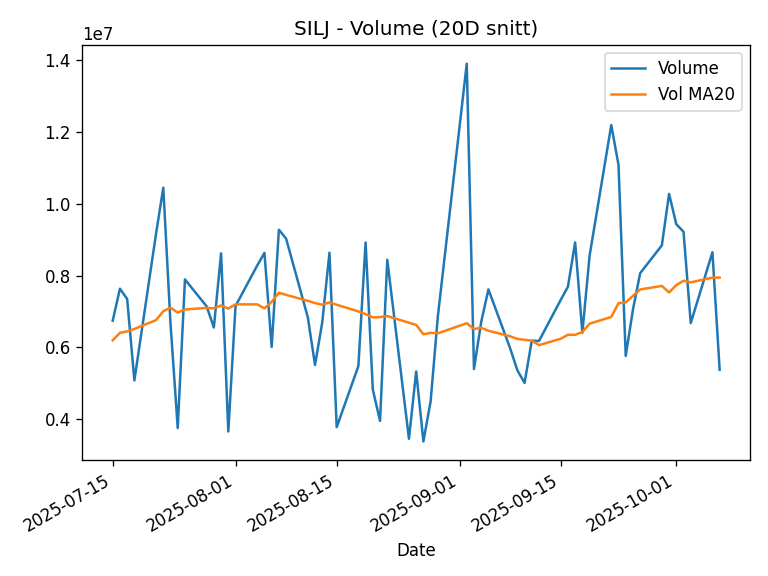 SILJ - Volume (20D snitt)
1e7
1.4
1.2
1.0
0.8
0.6
0.4
Volume
Vol MA20
2025-07-15
2025-08-01
2025-08-15
2025-09-01
2025-09-15
2025-10-01
Date